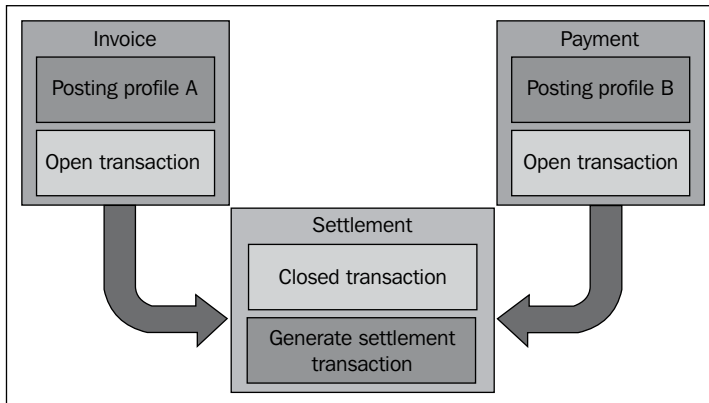 Invoice
Posting profile A
Open transaction
Payment
Posting profile B
Open transaction
Settlement
Closed transaction
Generate settlement
transaction